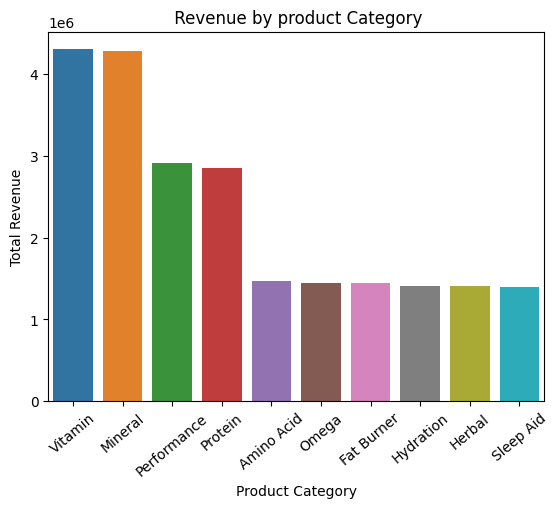 Revenue by product Category
1e6
4
3
2
1
0
Total Revenue
Vitamin
Mineral
Performance
Protein
Amino Acid
Omega
Fat Burner
Hydration
Herbal
Sleep Aid
Product Category